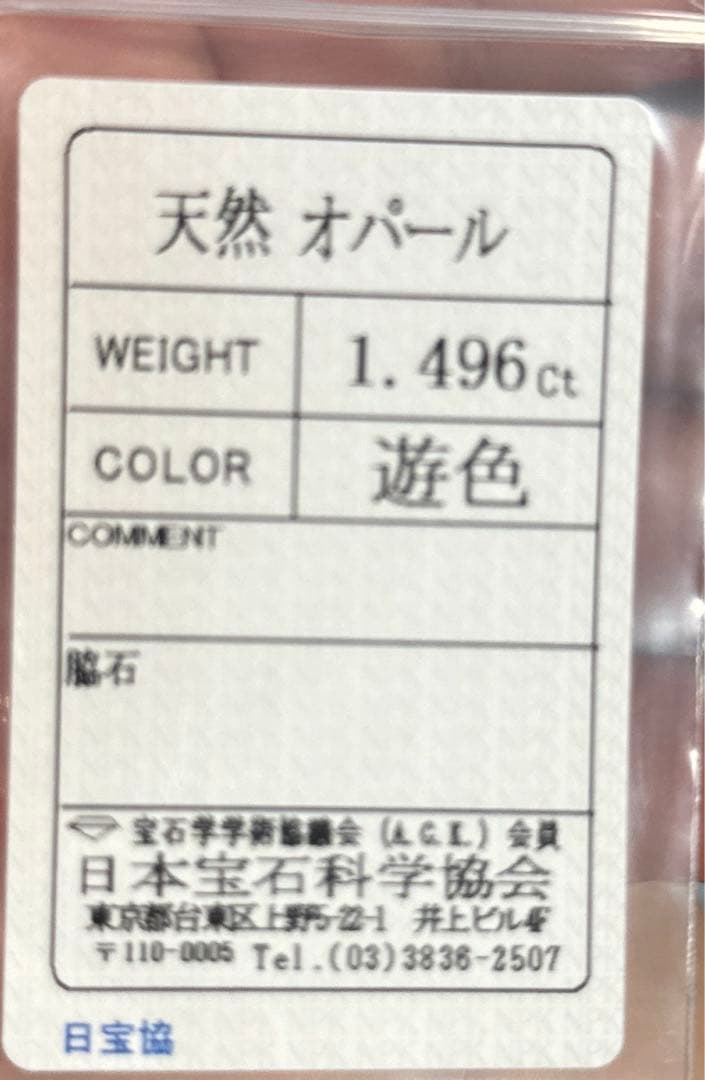 天然 オパール
WEIGHT 1.496ct
COLOR 遊色
COMMENT
脇石
宝石学学術協議会 (A.G.I.) 会員
日本宝石科学協会
東京都台東区上野5-22-1 井上ビル4F
〒110-0005 Tel.(03)3836-2507
日宝協